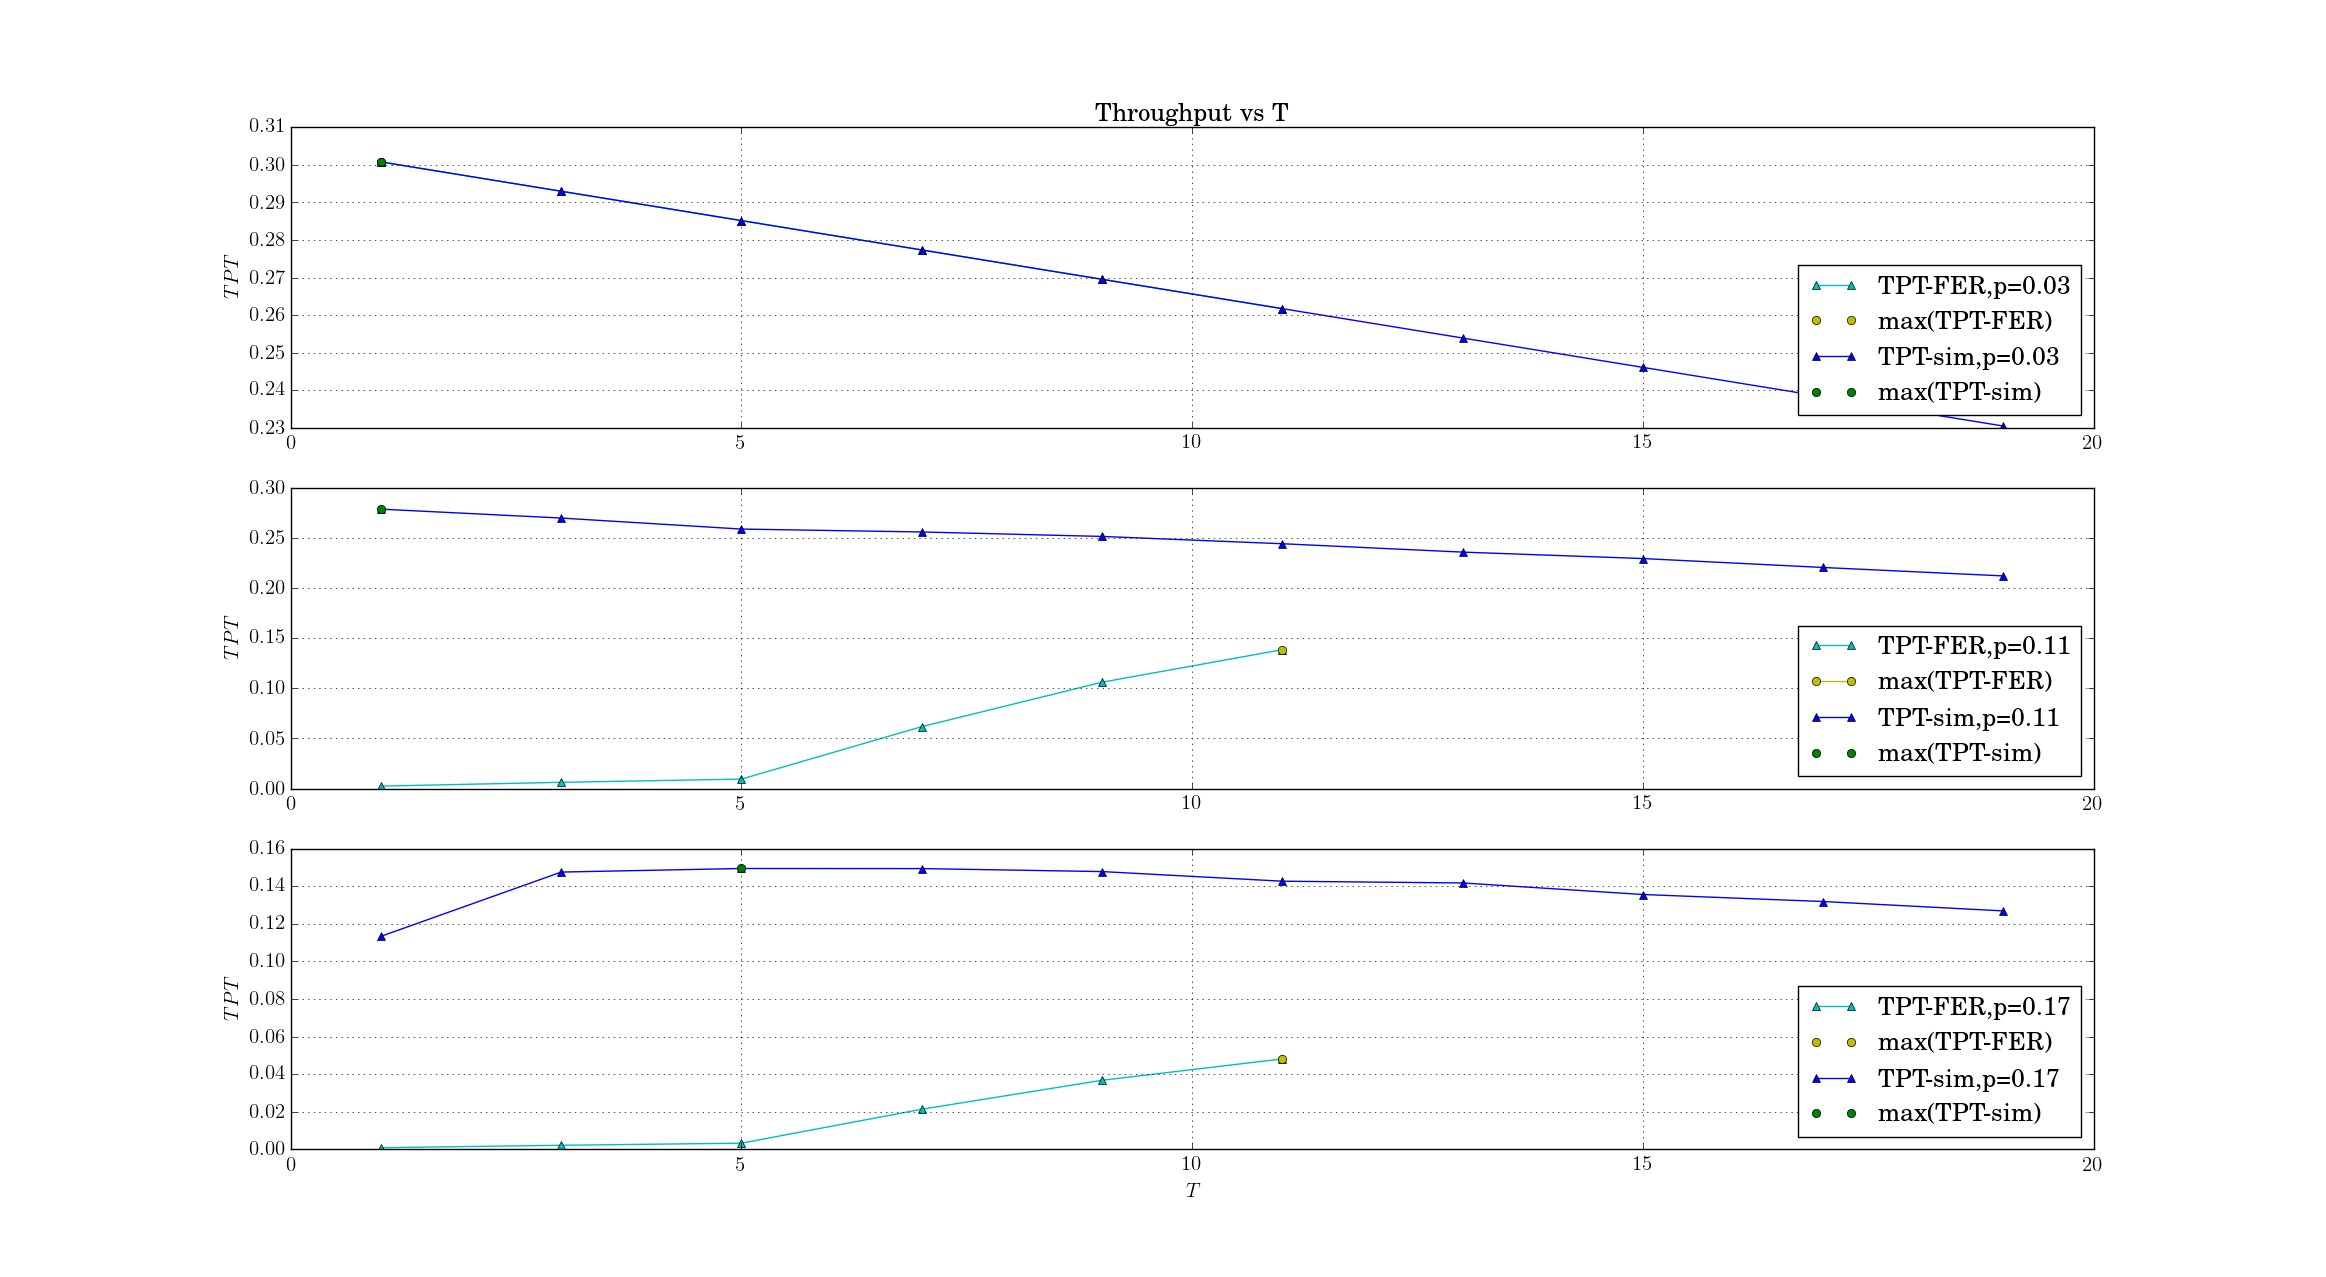 Throughput vs T
0.31
0.30
0.29
0.28
0.27
0.26
0.25
0.24
0.23
TPT
0 5 10 15 20
TPT-FER,p=0.03
max(TPT-FER)
TPT-sim,p=0.03
max(TPT-sim)
0.30
0.25
0.20
0.15
0.10
0.05
0.00
TPT
0 5 10 15 20
TPT-FER,p=0.11
max(TPT-FER)
TPT-sim,p=0.11
max(TPT-sim)
0.16
0.14
0.12
0.10
0.08
0.06
0.04
0.02
0.00
TPT
0 5 10 15 20
TPT-FER,p=0.17
max(TPT-FER)
TPT-sim,p=0.17
max(TPT-sim)
T